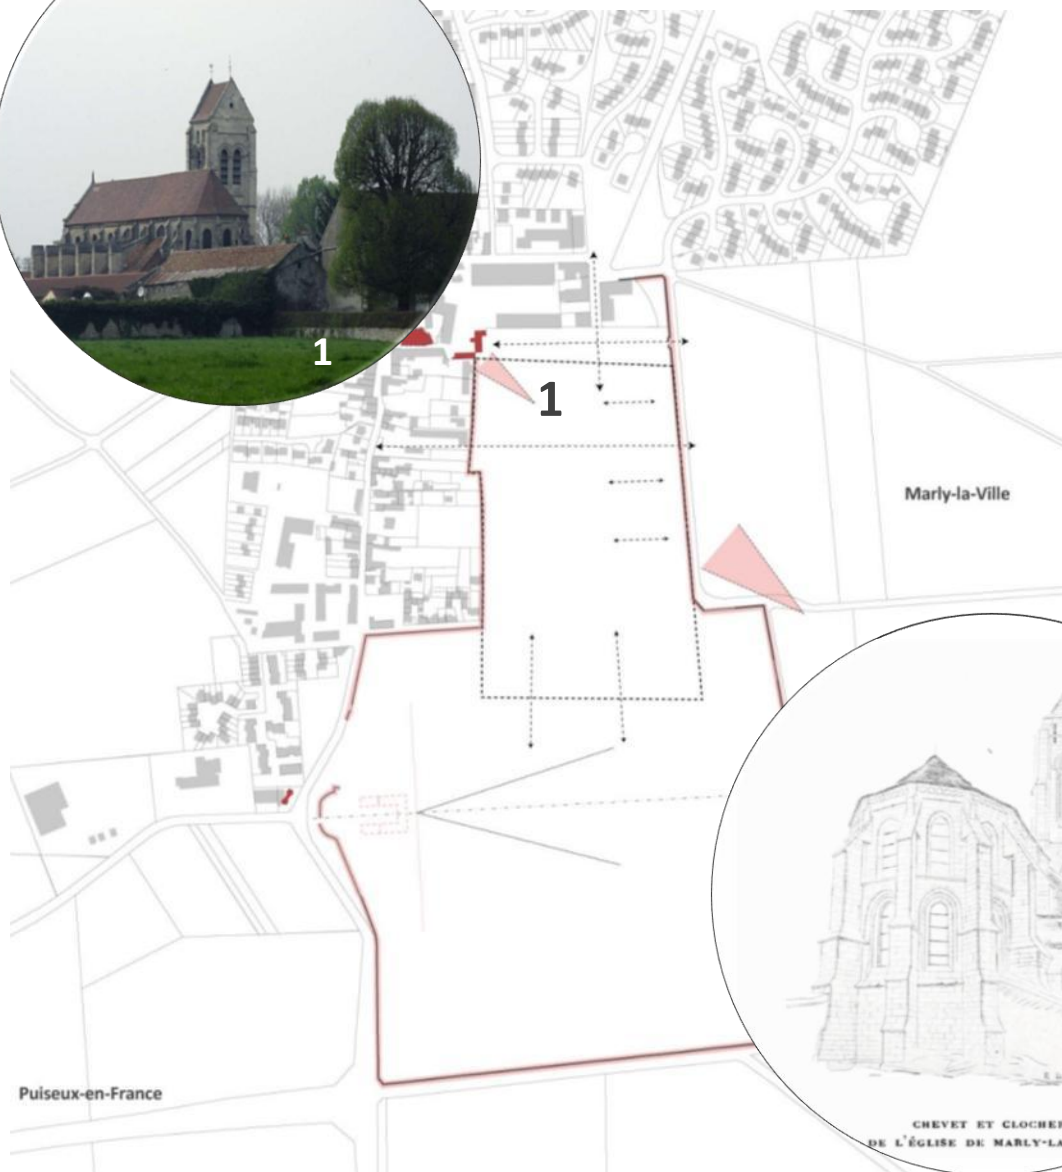 1
1
Marly-la-Ville
Puiseux-en-France
CHEVET ET CLOCHER
DE L'ÉGLISE DE MARLY-LA